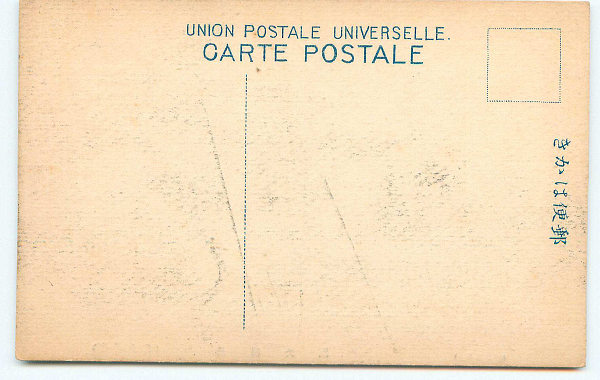 UNION POSTALE UNIVERSELLE.
CARTE POSTALE
きかは便郵